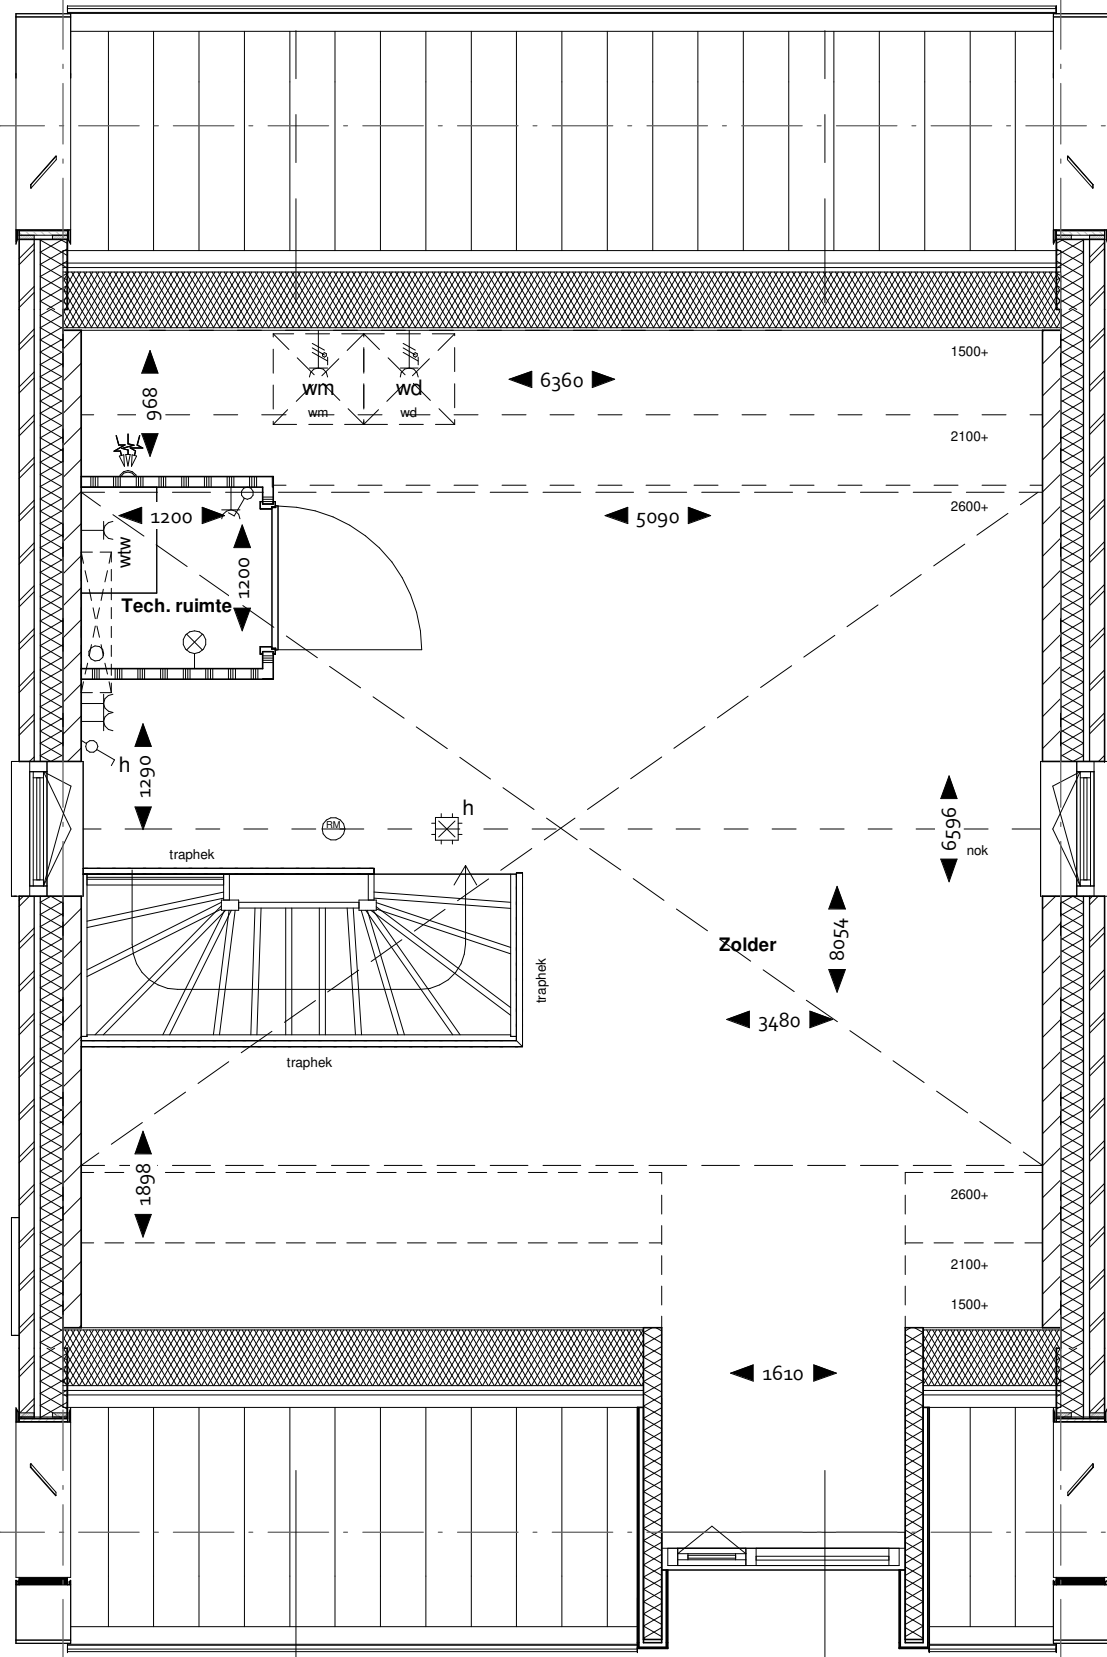 1500+
6360
wm
wd
wm
wd
968
2100+
2600+
1200
5090
wtw
1200
Tech. ruimte
h
1290
RM
h
6596
nok
traphek
Zolder
8054
traphek
3480
traphek
1898
2600+
2100+
1500+
1610